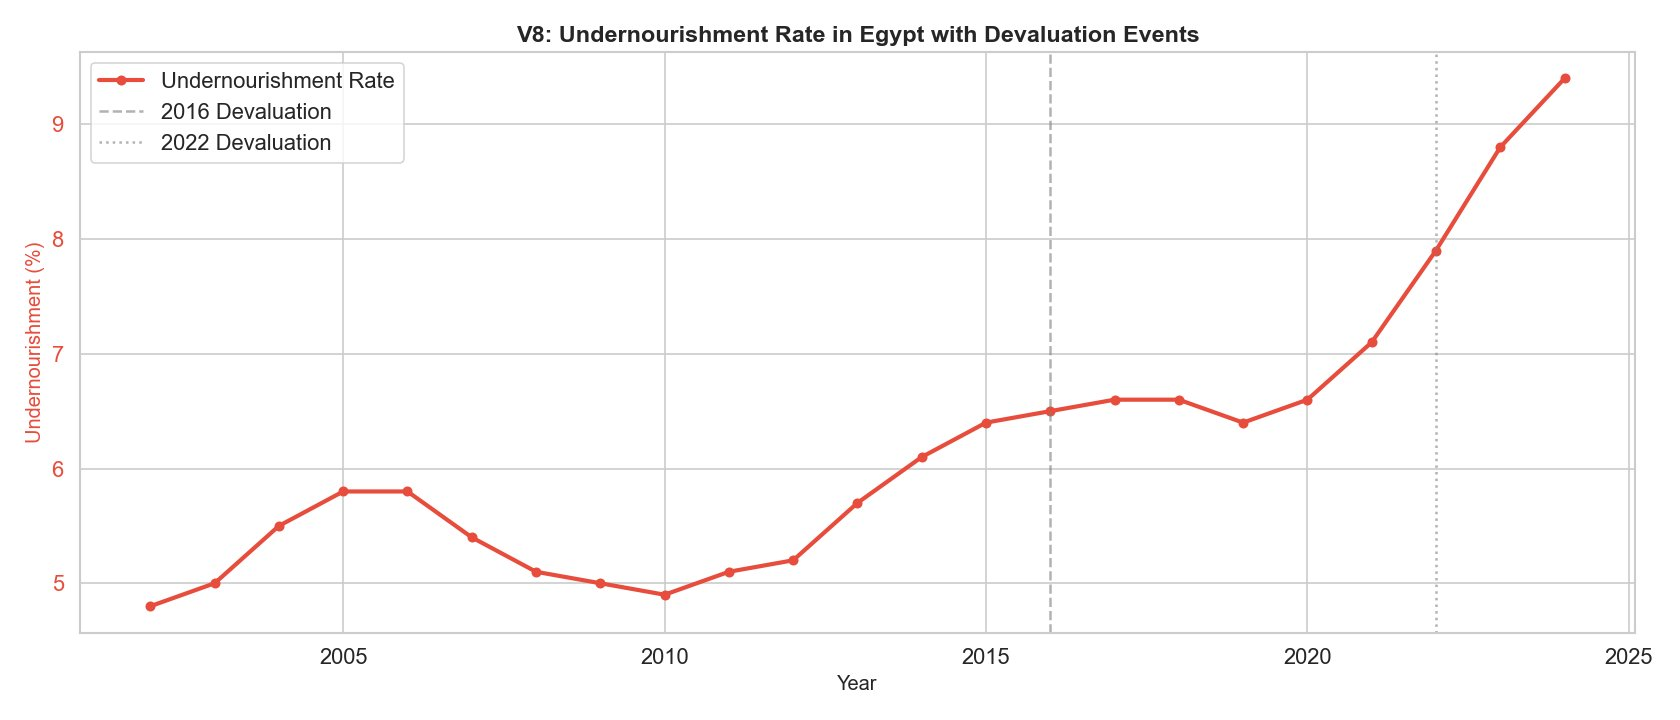 V8: Undernourishment Rate in Egypt with Devaluation Events
Undernourishment Rate
2016 Devaluation
2022 Devaluation
9
8
7
6
5
Undernourishment (%)
2005
2010
2015
2020
2025
Year